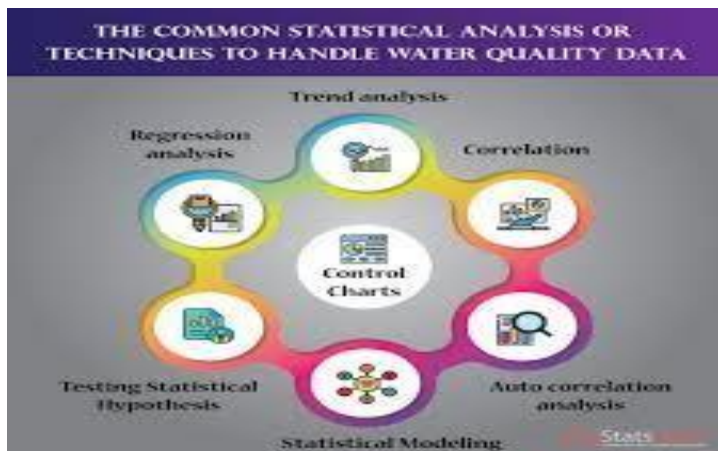 THE COMMON STATISTICAL ANALYSIS OR
TECHNIQUES TO HANDLE WATER QUALITY DATA
Trend analysis
Regression
analysis
Correlation
Control
Charts
Testing Statistical
Hypothesis
Auto correlation
analysis
Statistical Modeling
Stats